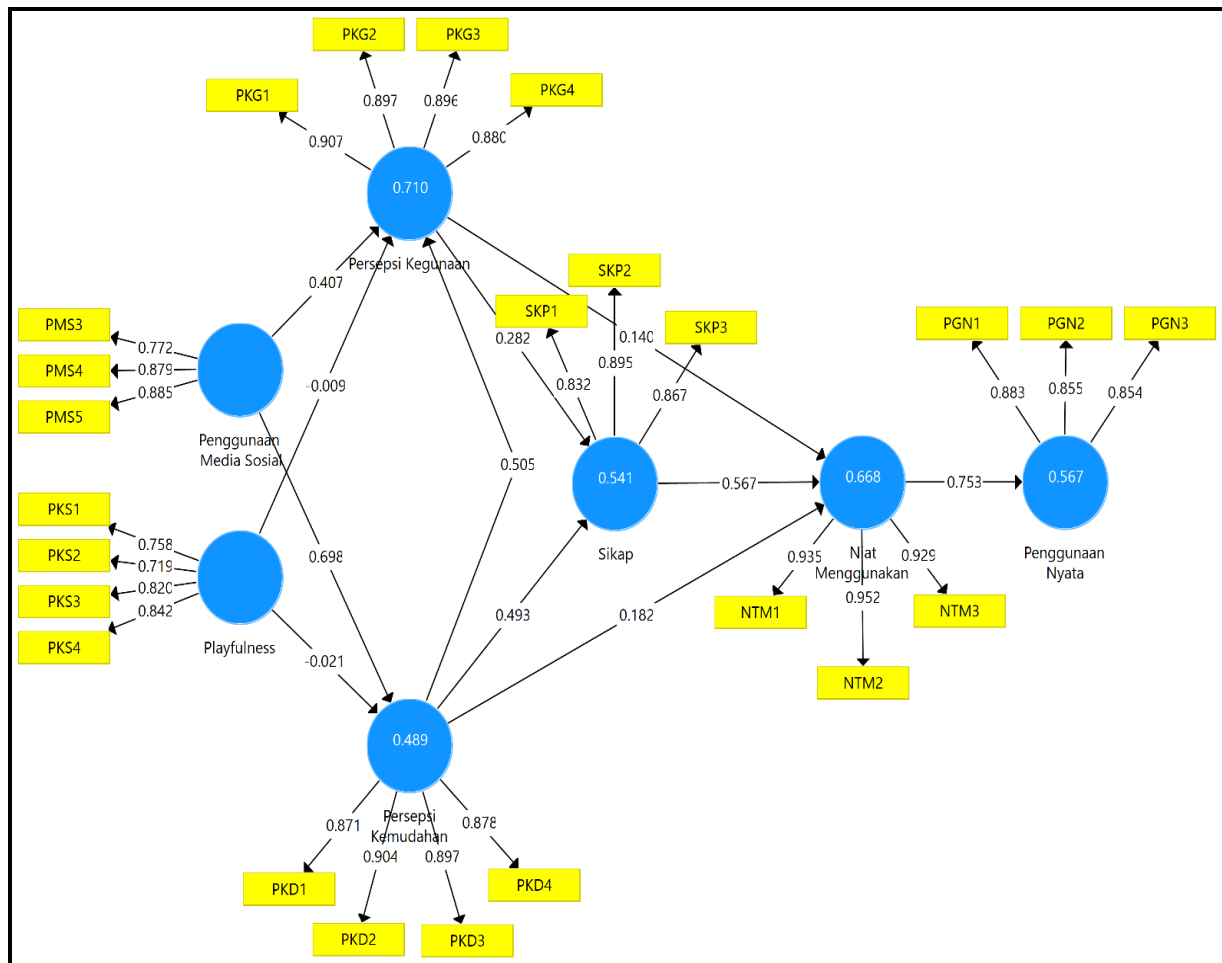 PKG2
PKG3
PKG1
PKG4
0.897
0.896
0.907
0.880
0.710
Persepsi Kegunaan
SKP2
SKP1
SKP3
0.407
0.282
0.140
PMS3
PMS4
PMS5
0.772
0.879
0.885
-0.009
0.895
0.832
0.867
PGN1
PGN2
PGN3
0.883
0.855
0.854
Penggunaan
Media Sosial
0.505
0.541
0.567
0.668
0.753
0.567
Sikap
Niat
Menggunakan
Penggunaan
Nyata
PKS1
PKS2
PKS3
PKS4
0.758
0.719
0.820
0.842
0.698
0.935
0.929
0.952
NTM1
NTM3
NTM2
Playfulness
0.493
0.182
-0.021
0.489
Persepsi
Kemudahan
0.871
0.904
0.897
0.878
PKD1
PKD2
PKD3
PKD4